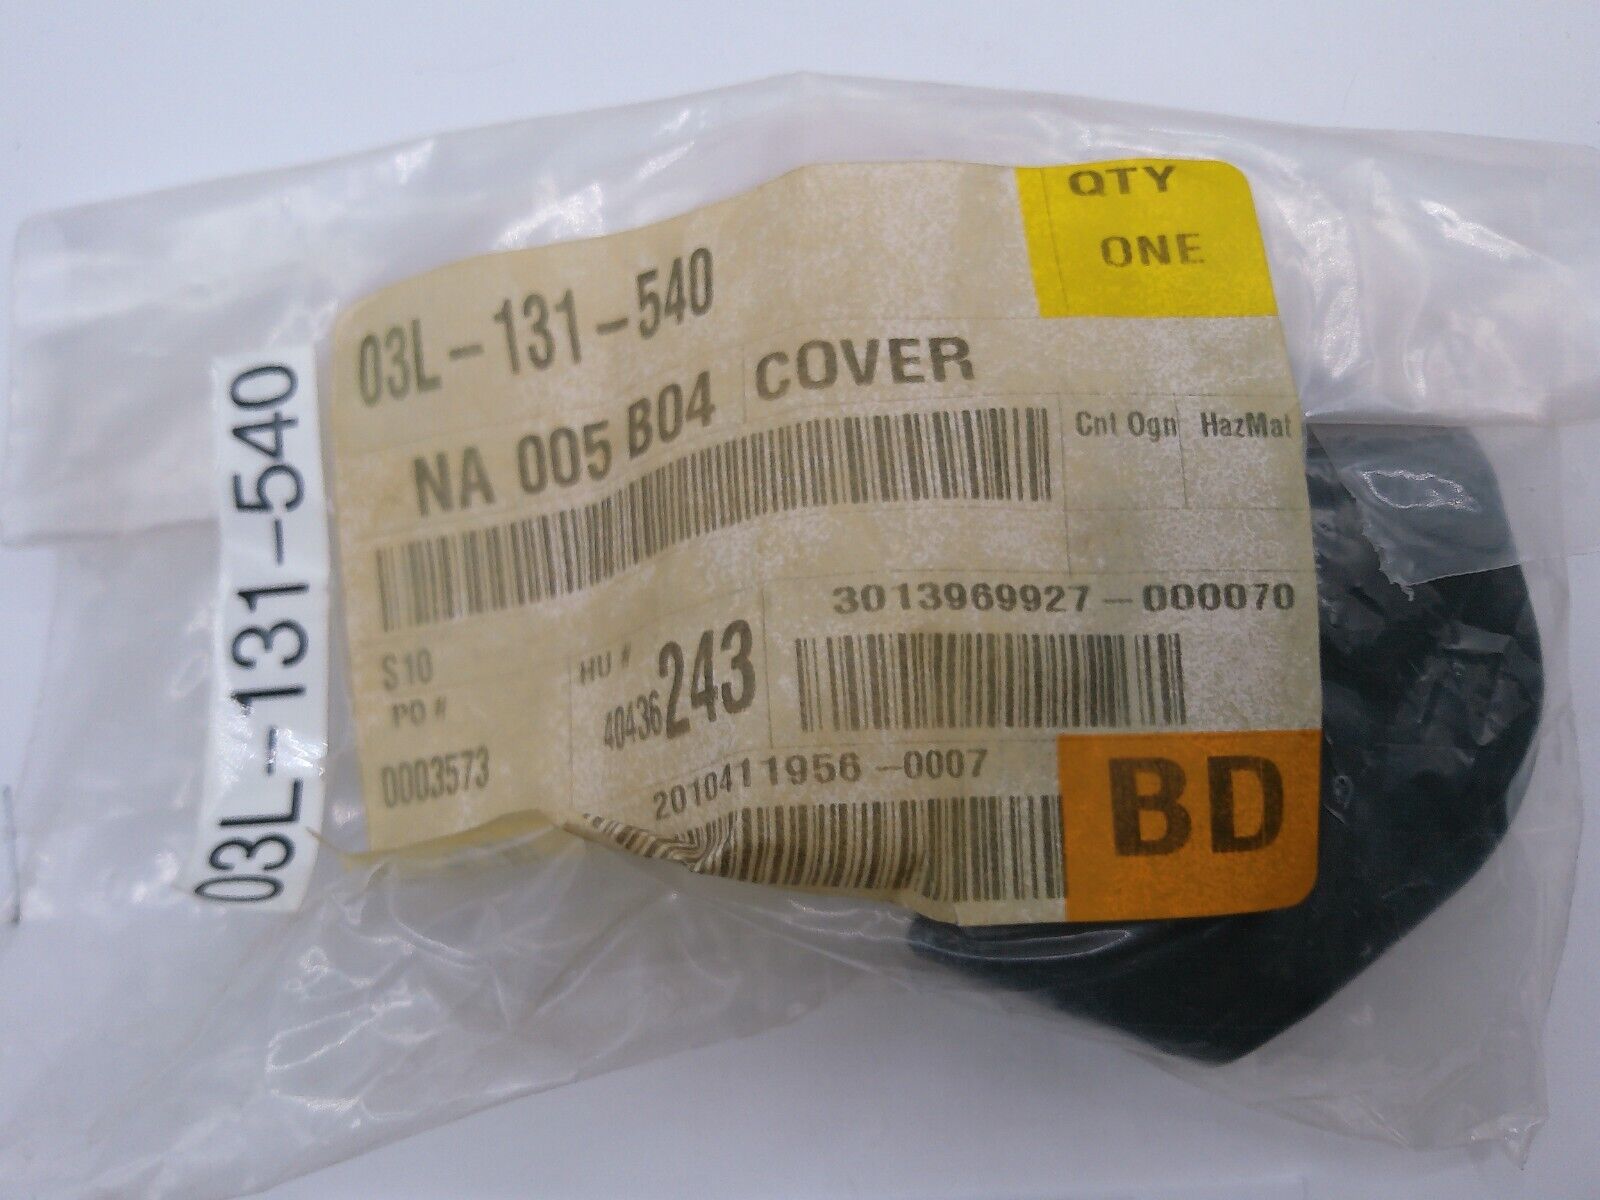 03L-131-540
QTY
ONE
03L-131-540
NA 005 B04
COVER
Cnt Ogn
HazMat
3013969927-000070
S10
HU #
40436243
PO #
0003573
2010411956-0007
BD